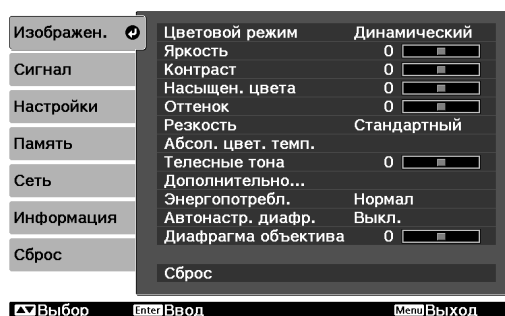 Изображен.
Сигнал
Настройки
Память
Сеть
Информация
Сброс
Цветовой режим Динамический
Яркость 0
Контраст 0
Насыщен. цвета 0
Оттенок 0
Резкость Стандартный
Абсол. цвет. темп.
Телесные тона 0
Дополнительно...
Энергопотребл. Нормал
Автонастр. диафр. Выкл.
Диафрагма объектива 0
Сброс
Выбор Enter Ввод Menu Выход